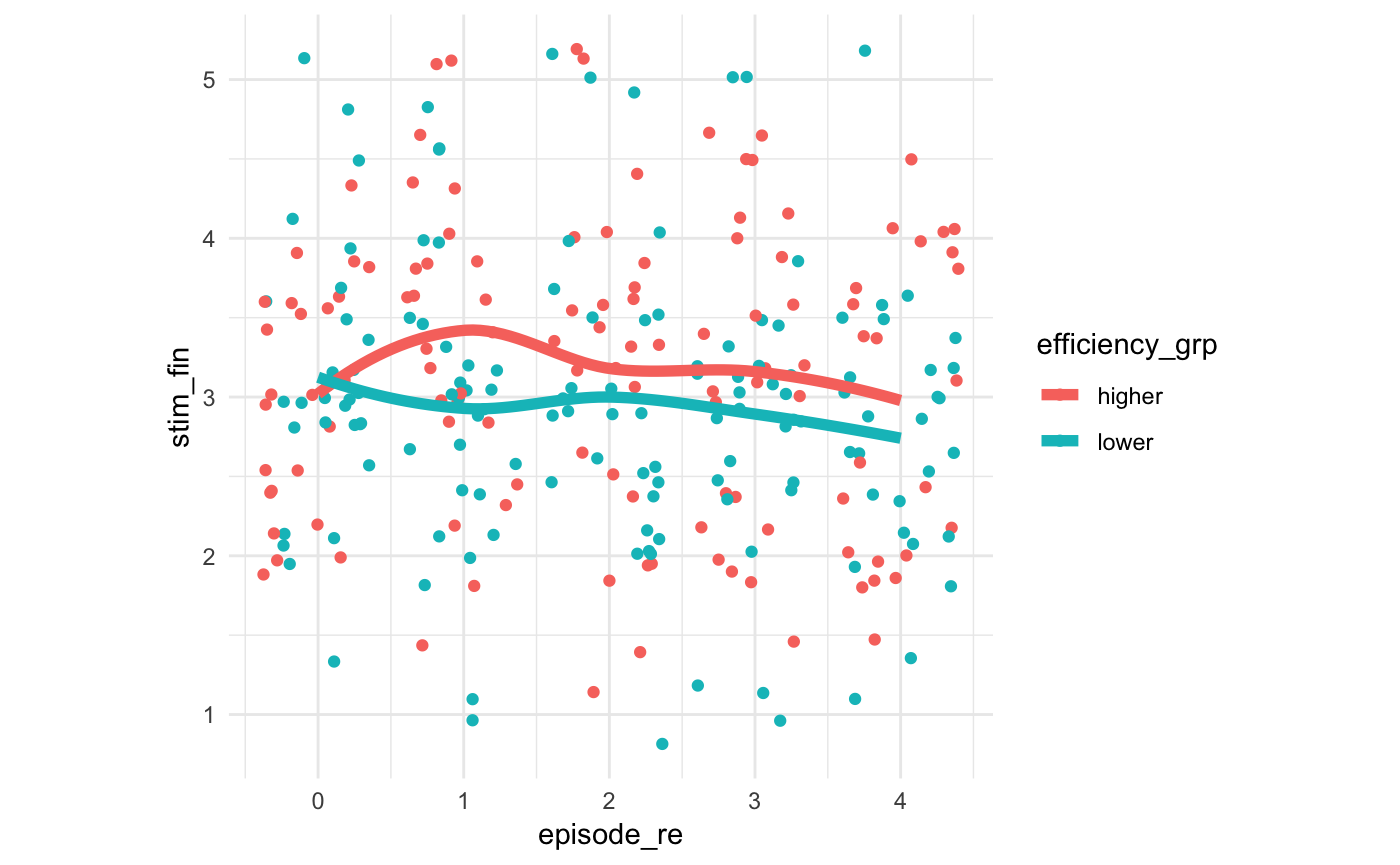 5
4
3
2
1
stim_fin
0 1 2 3 4
episode_re
efficiency_grp
higher
lower